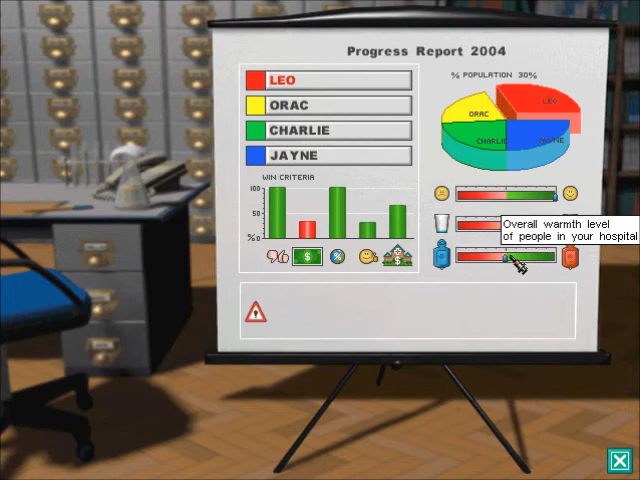 Progress Report 2004
LEO
ORAC
CHARLIE
JAYNE
% POPULATION 30%
LEO
ORAC
CHARLIE
JAYNE
WIN CRITERIA
100
50
%0
$
%
$
Overall warmth level
of people in your hospital